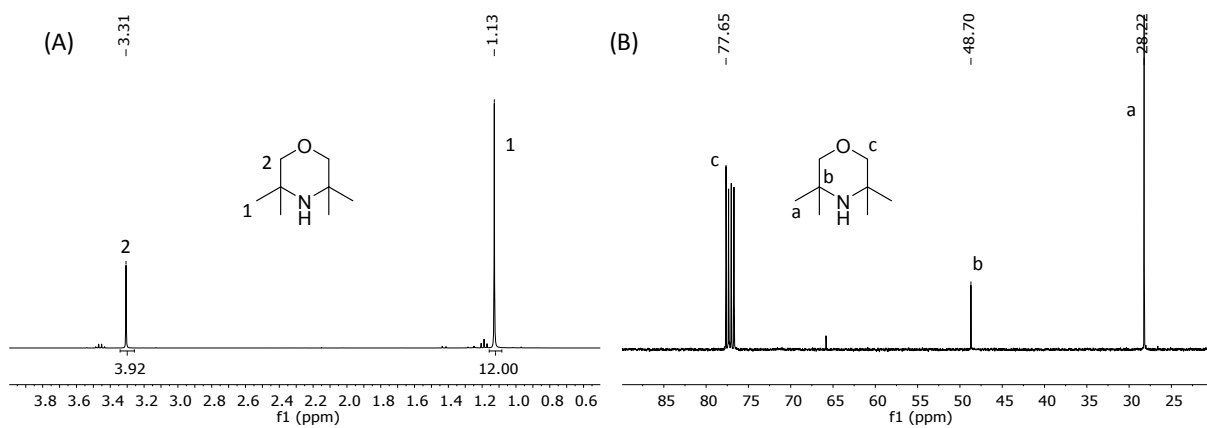 (A)
-3.31
-1.13
O
2
1
N
H
2
1
3.92
12.00
3.8 3.6 3.4 3.2 3.0 2.8 2.6 2.4 2.2 2.0 1.8 1.6 1.4 1.2 1.0 0.8 0.6
f1 (ppm)
(B)
-77.65
-48.70
28.22
a
O
c
c
b
N
H
a
b
85 80 75 70 65 60 55 50 45 40 35 30 25
f1 (ppm)